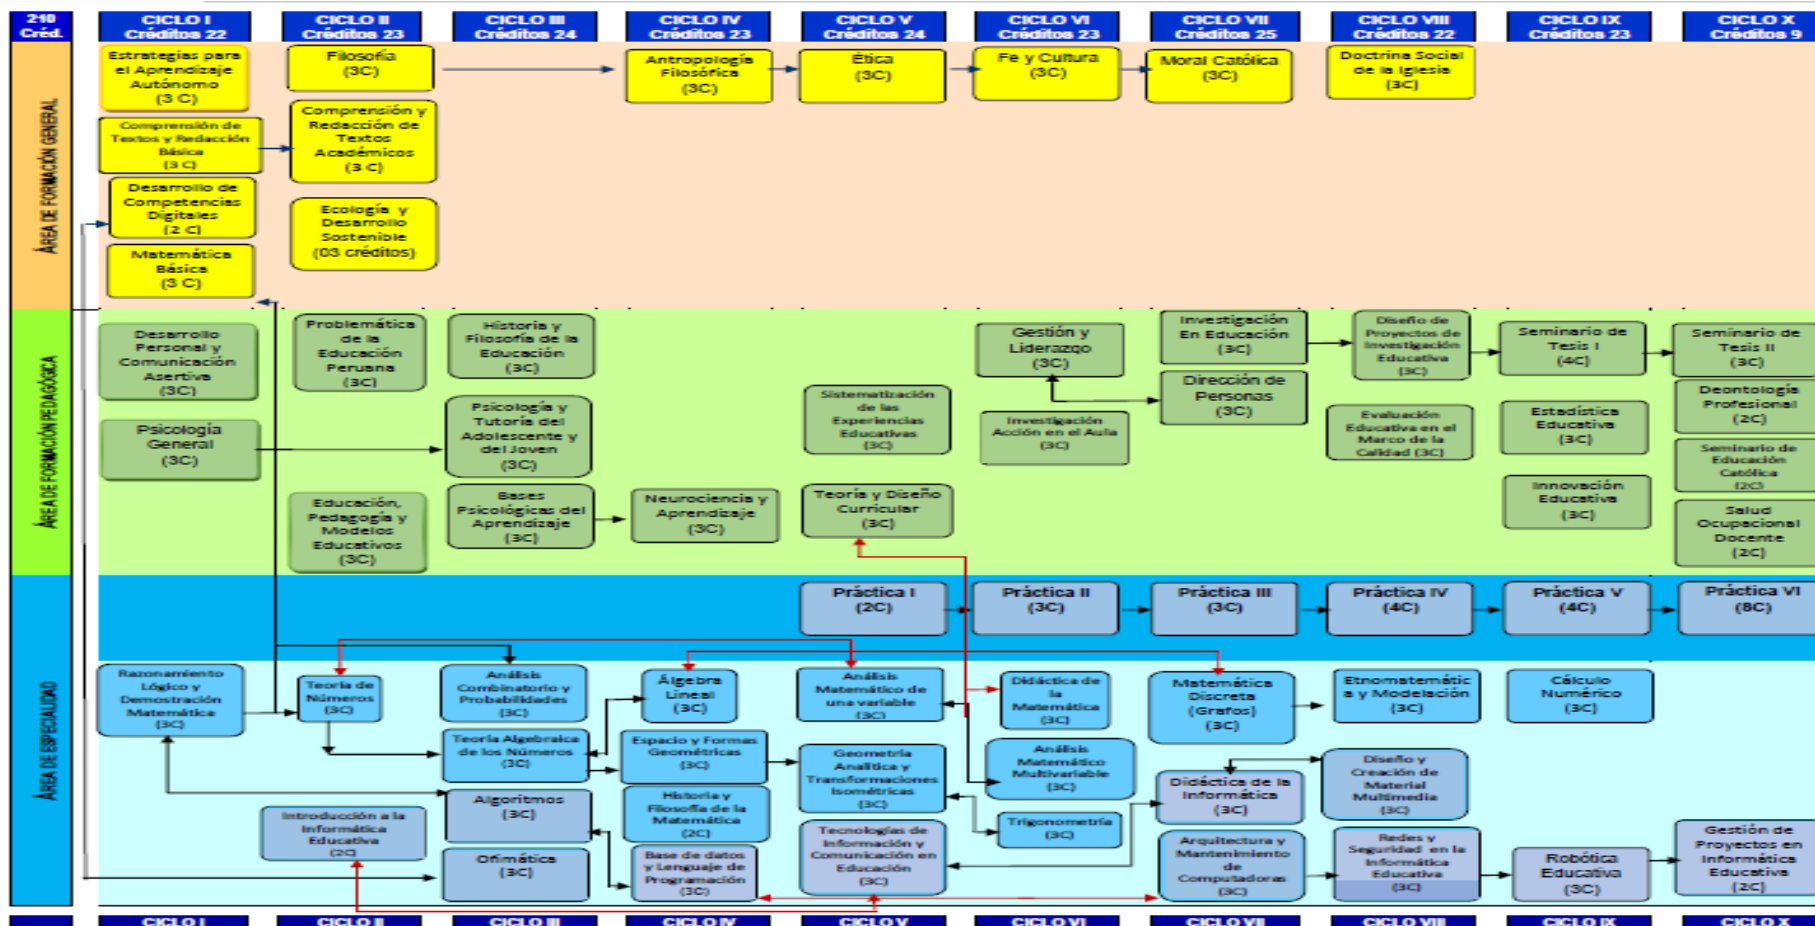 210
Créd.
CICLO I
Créditos 22
CICLO II
Créditos 23
CICLO III
Créditos 24
CICLO IV
Créditos 23
CICLO V
Créditos 24
CICLO VI
Créditos 23
CICLO VII
Créditos 25
CICLO VIII
Créditos 22
CICLO IX
Créditos 23
CICLO X
Créditos 9
ÁREA DE FORMACIÓN GENERAL
Estrategias para
el Aprendizaje
Autónomo
(3 C)
Filosofía
(3C)
Antropología
Filosófica
(3C)
Ética
(3C)
Fe y Cultura
(3C)
Moral Católica
(3C)
Doctrina Social
de la Iglesia
(3C)
Comprensión de
Textos y Redacción
Básica
(3 C)
Comprensión y
Redacción de
Textos
Académicos
(3 C)
Desarrollo de
Competencias
Digitales
(2 C)
Ecología y
Desarrollo
Sostenible
(03 créditos)
Matemática
Básica
(3 C)
ÁREA DE FORMACIÓN PEDAGÓGICA
Desarrollo
Personal y
Comunicación
Asertiva
(3C)
Problemática
de la
Educación
Peruana
(3C)
Historia y
Filosofía de la
Educación
(3C)
Gestión y
Liderazgo
(3C)
Investigación
En Educación
(3C)
Diseño de
Proyectos de
Investigación
Educativa
(3C)
Seminario de
Tesis I
(4C)
Seminario de
Tesis II
(3C)
Psicología
General
(3C)
Psicología y
Tutoría del
Adolescente y
del Joven
(3C)
Sistematización
de las
Experiencias
Educativas
(3C)
Investigación
Acción en el Aula
(3C)
Dirección de
Personas
(3C)
Evaluación
Educativa en el
Marco de la
Calidad (3C)
Estadística
Educativa
(3C)
Deontología
Profesional
(2C)
Seminario de
Educación
Católica
(2C)
Educación,
Pedagogía y
Modelos
Educativos
(3C)
Bases
Psicológicas del
Aprendizaje
(3C)
Neurociencia y
Aprendizaje
(3C)
Teoría y Diseño
Curricular
(3C)
Innovación
Educativa
(3C)
Salud
Ocupacional
Docente
(2C)
Práctica I
(2C)
Práctica II
(3C)
Práctica III
(3C)
Práctica IV
(4C)
Práctica V
(4C)
Práctica VI
(8C)
ÁREA DE ESPECIALIDAD
Razonamiento
Lógico y
Demostración
Matemática
(3C)
Teoría de
Números
(3C)
Análisis
Combinatorio y
Probabilidades
(3C)
Álgebra
Lineal
(3C)
Análisis
Matemático de
una variable
(3C)
Didáctica de
la
Matemática
(3C)
Matemática
Discreta
(Grafos)
(3C)
Etnomatemátic
a y Modelación
(3C)
Cálculo
Numérico
(3C)
Teoría Algebraica
de los Números
(3C)
Espacio y Formas
Geométricas
(3C)
Geometría
Analítica y
Transformaciones
Isométricas
(3C)
Análisis
Matemático
Multivariable
(3C)
Didáctica de la
Informática
(3C)
Diseño y
Creación de
Material
Multimedia
(3C)
Introducción a la
Informática
Educativa
(2C)
Algoritmos
(3C)
Historia y
Filosofía de la
Matemática
(2C)
Trigonometría
(3C)
Ofimática
(3C)
Base de datos
y Lenguaje de
Programación
(3C)
Tecnologías de
Información y
Comunicación en
Educación
(3C)
Arquitectura y
Mantenimiento
de
Computadoras
(3C)
Redes y
Seguridad en la
Informática
Educativa
(3C)
Robótica
Educativa
(3C)
Gestión de
Proyectos en
Informática
Educativa
(2C)
CICLO I
CICLO II
CICLO III
CICLO IV
CICLO V
CICLO VI
CICLO VII
CICLO VIII
CICLO IX
CICLO X